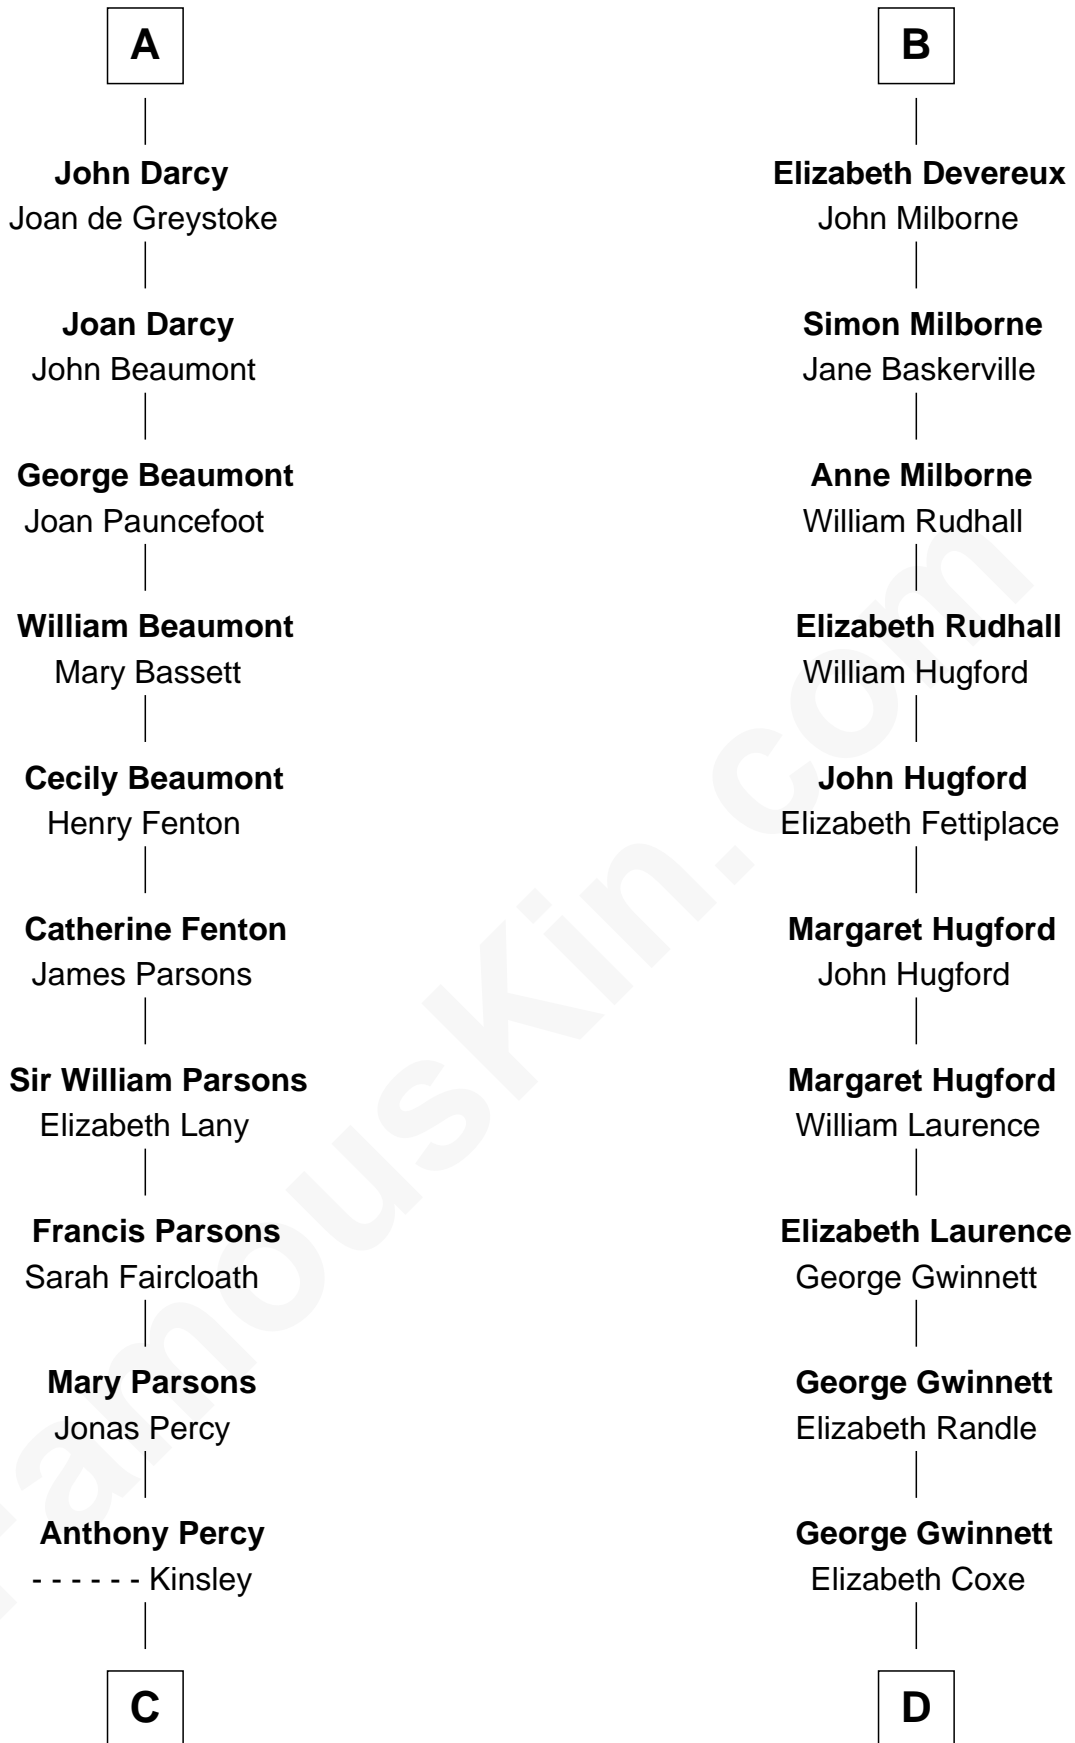 A
John Darcy
Joan de Greystoke
Joan Darcy
John Beaumont
George Beaumont
Joan Pauncefoot
William Beaumont
Mary Bassett
Cecily Beaumont
Henry Fenton
Catherine Fenton
James Parsons
Sir William Parsons
Elizabeth Lany
Francis Parsons
Sarah Faircloath
Mary Parsons
Jonas Percy
Anthony Percy
- - - - - - Kinsley
C
B
Elizabeth Devereux
John Milborne
Simon Milborne
Jane Baskerville
Anne Milborne
William Rudhall
Elizabeth Rudhall
William Hugford
John Hugford
Elizabeth Fettiplace
Margaret Hugford
John Hugford
Margaret Hugford
William Laurence
Elizabeth Laurence
George Gwinnett
George Gwinnett
Elizabeth Randle
George Gwinnett
Elizabeth Coxe
D
FamousKin.com